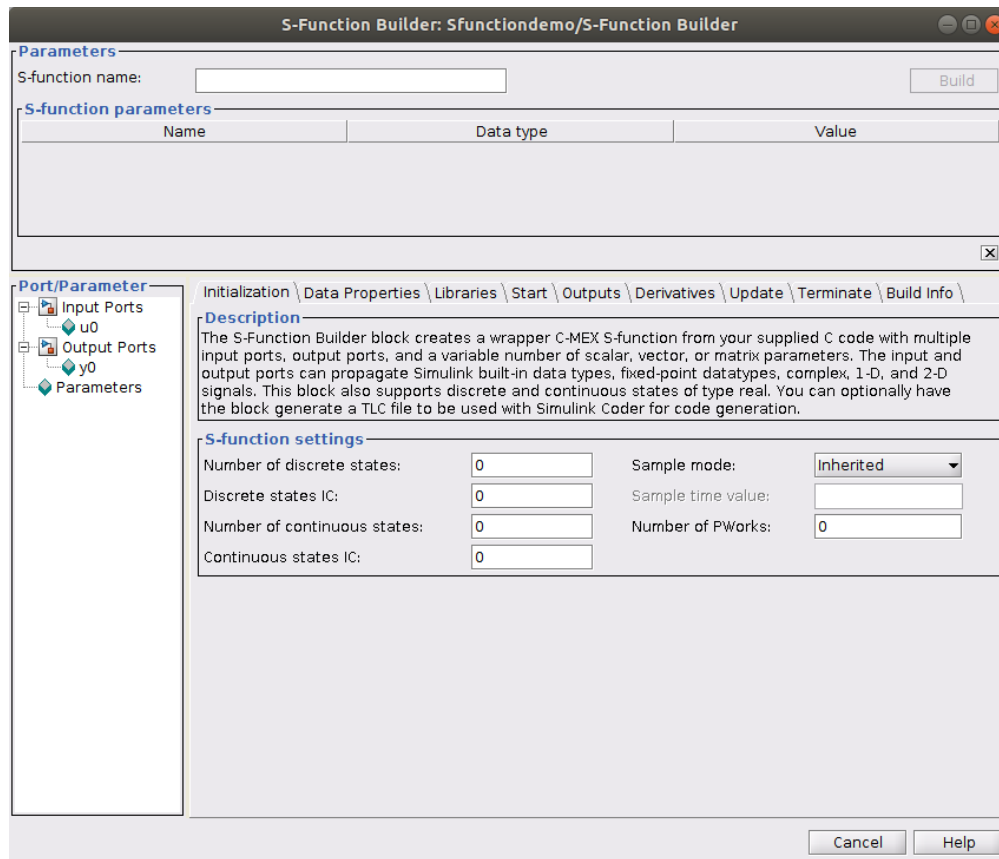 S-Function Builder: Sfunctiondemo/S-Function Builder
Parameters
S-function name:
Build
S-function parameters
Name Data type Value
Port/Parameter
Input Ports
u0
Output Ports
y0
Parameters
Initialization Data Properties Libraries Start Outputs Derivatives Update Terminate Build Info
Description
The S-Function Builder block creates a wrapper C-MEX S-function from your supplied C code with multiple
input ports, output ports, and a variable number of scalar, vector, or matrix parameters. The input and
output ports can propagate Simulink built-in data types, fixed-point datatypes, complex, 1-D, and 2-D
signals. This block also supports discrete and continuous states of type real. You can optionally have
the block generate a TLC file to be used with Simulink Coder for code generation.
S-function settings
Number of discrete states: 0 Sample mode: Inherited
Discrete states IC: 0 Sample time value:
Number of continuous states: 0 Number of PWorks: 0
Continuous states IC: 0
Cancel Help